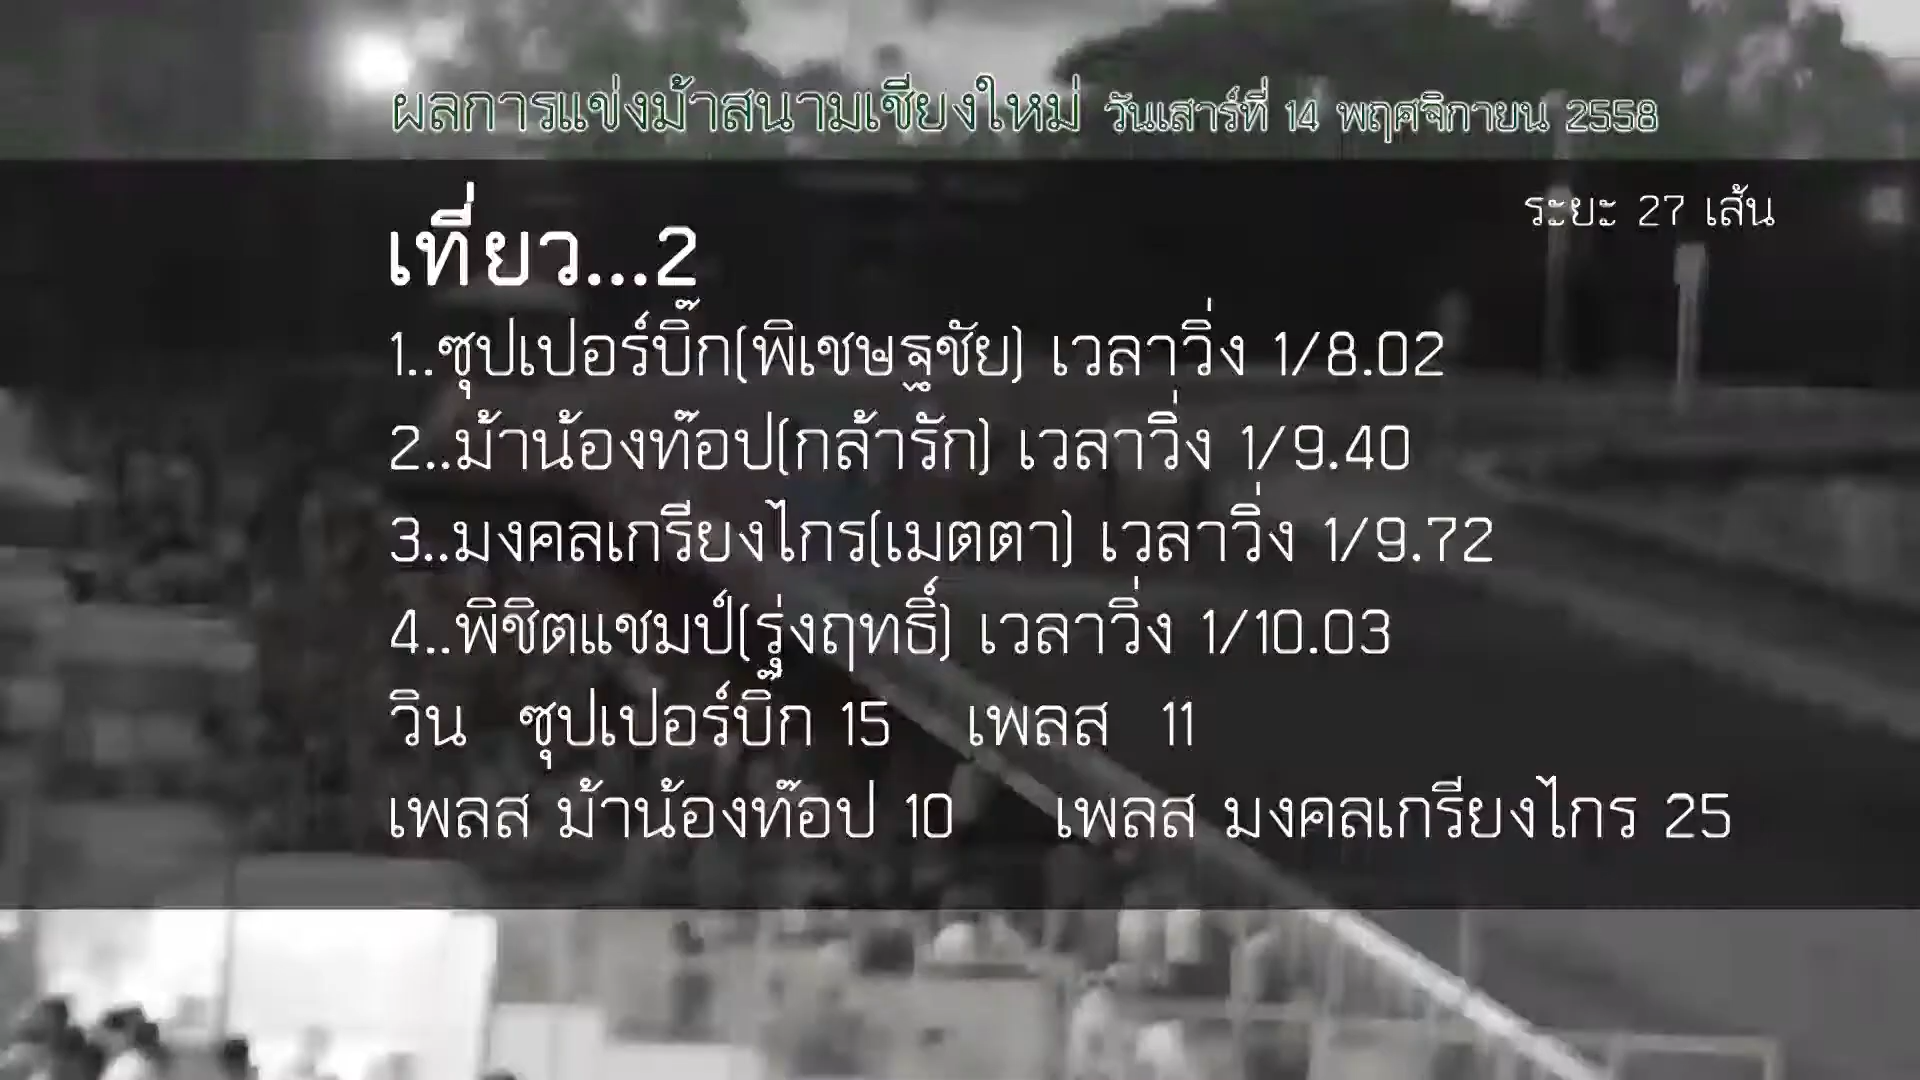 ผลการแข่งม้าสนามเชียงใหม่ วันเสาร์ที่ 14 พฤศจิกายน 2558
ระยะ 27 เส้น
เที่ยว...2
1..ซุปเปอร์บิ๊ก(พิเชษฐชัย) เวลาวิ่ง 1/8.02
2..ม้าน้องท๊อป(กล้ารัก) เวลาวิ่ง 1/9.40
3..มงคลเกรียงไกร(เมตตา) เวลาวิ่ง 1/9.72
4..พิชิตแชมป์(รุ่งฤทธิ์) เวลาวิ่ง 1/10.03
วิน ซุปเปอร์บิ๊ก 15 เพลส 11
เพลส ม้าน้องท๊อป 10 เพลส มงคลเกรียงไกร 25